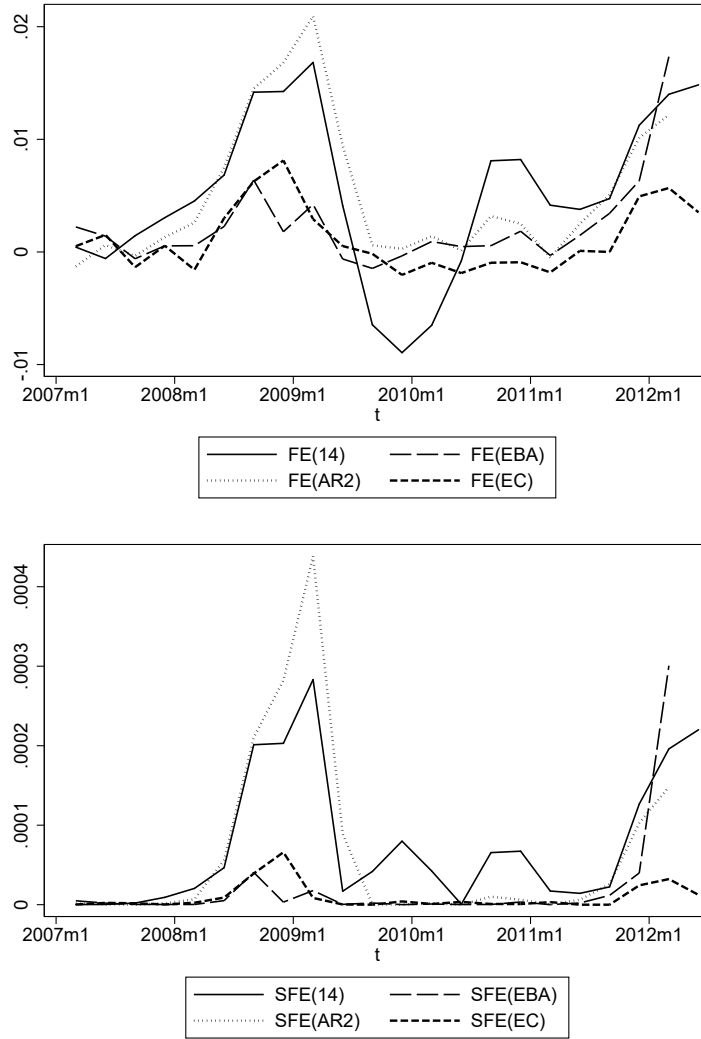 .02
.01
0
-.01
2007m1 2008m1 2009m1 2010m1 2011m1 2012m1
t
FE(14) FE(EBA)
FE(AR2) FE(EC)
.0004
.0003
.0002
.0001
0
2007m1 2008m1 2009m1 2010m1 2011m1 2012m1
t
SFE(14) SFE(EBA)
SFE(AR2) SFE(EC)